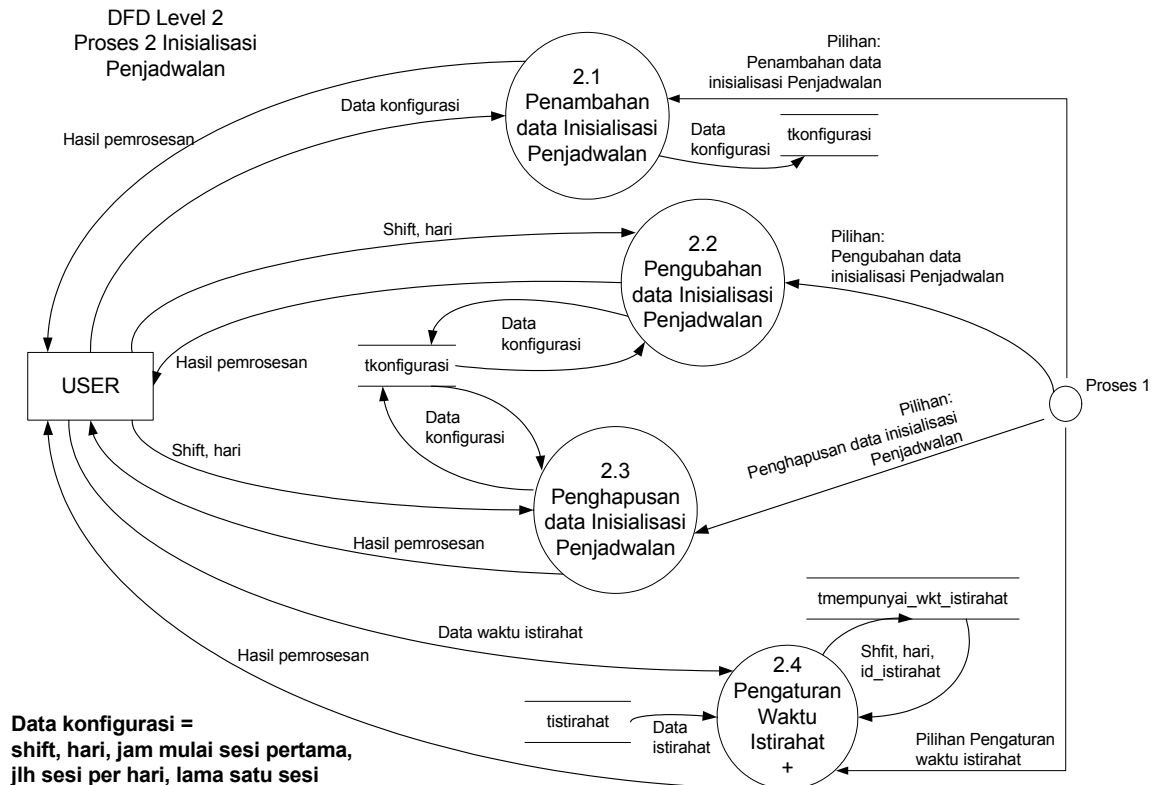 DFD Level 2
Proses 2 Inisialisasi
Penjadwalan
Pilihan:
Penambahan data
inisialisasi Penjadwalan
2.1
Penambahan
data Inisialisasi
Penjadwalan
Data konfigurasi
Hasil pemrosesan
Data
konfigurasi
tkonfigurasi
Shift, hari
2.2
Pengubahan
data Inisialisasi
Penjadwalan
Pilihan:
Pengubahan data
inisialisasi Penjadwalan
Data
konfigurasi
Hasil pemrosesan
tkonfigurasi
USER
Proses 1
Data
konfigurasi
Pilihan:
Penghapusan data inisialisasi
Penjadwalan
Shift, hari
2.3
Penghapusan
data Inisialisasi
Penjadwalan
Hasil pemrosesan
tmempunyai_wkt_istirahat
Data waktu istirahat
Hasil pemrosesan
Shfit, hari,
id_istirahat
2.4
Pengaturan
Waktu
Istirahat
+
tistirahat
Data
istirahat
Pilihan Pengaturan
waktu istirahat
Data konfigurasi =
shift, hari, jam mulai sesi pertama,
jlh sesi per hari, lama satu sesi